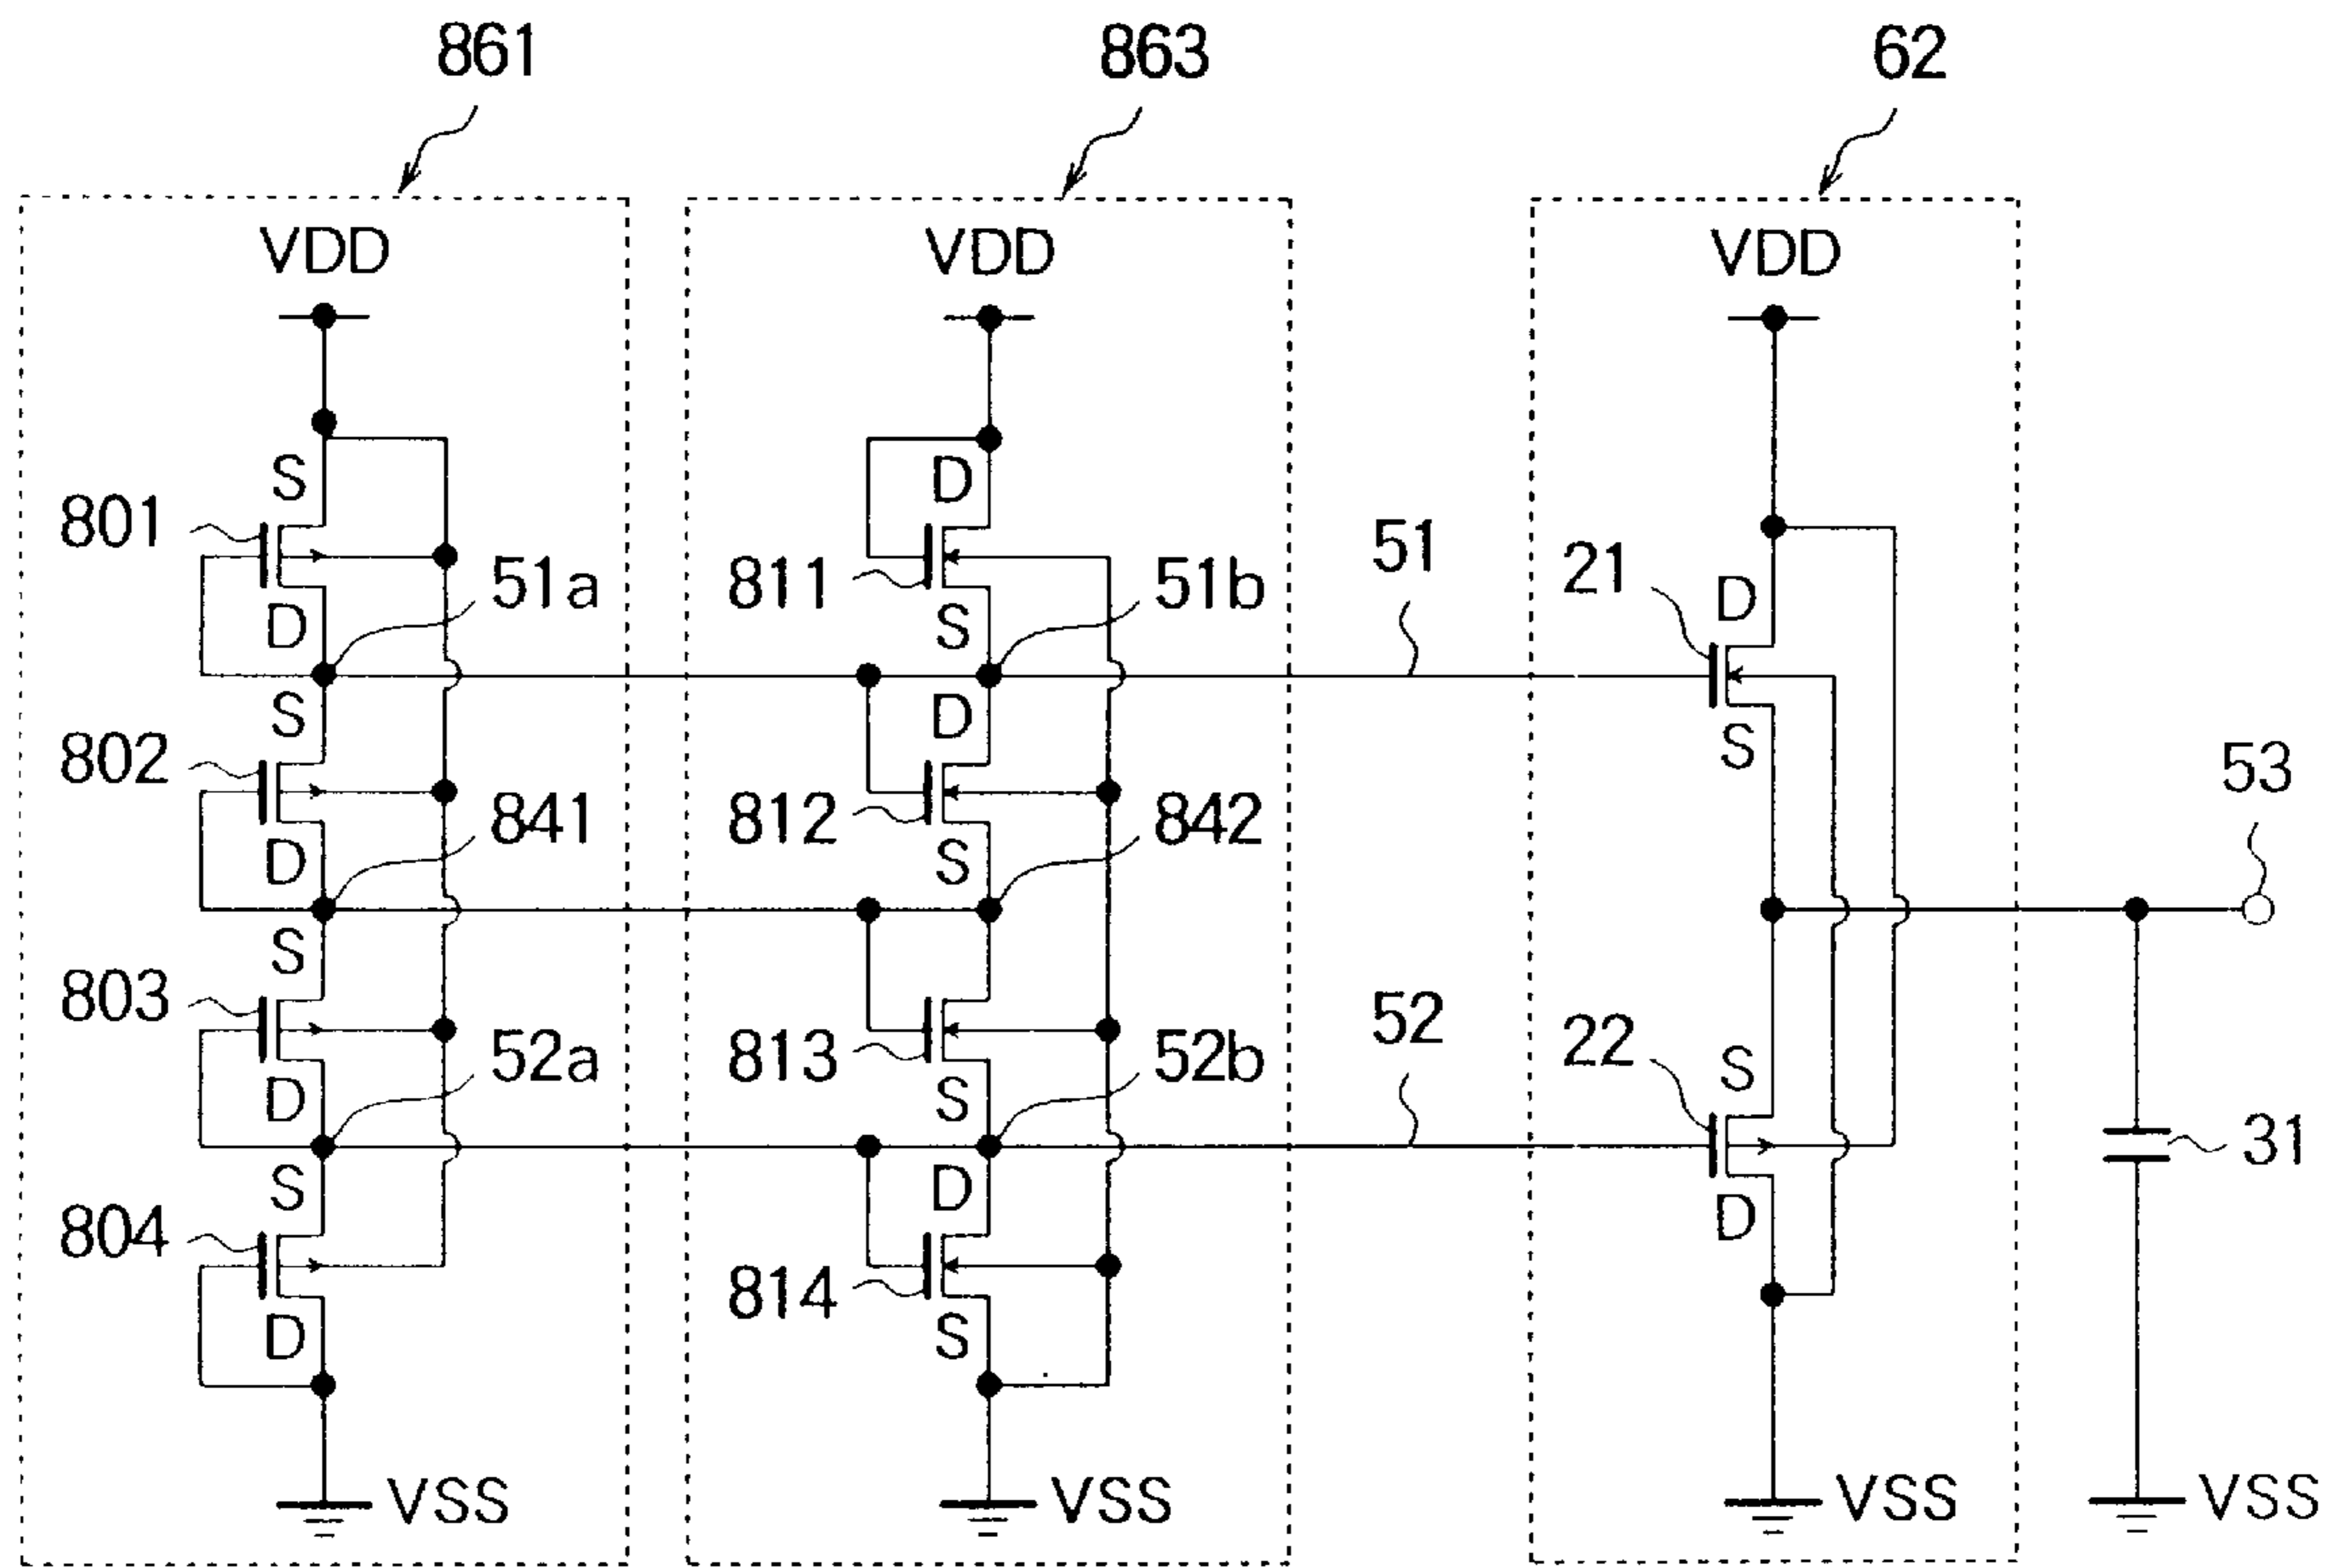 861 863 62
VDD VDD VDD
S D
801 51a 811 51b 51 21 D
D S
S D S
802 841 812 842 53
D S
S
803 52a 813 52b 52 22 S
D S
S D D 31
804 814
D S
VSS VSS VSS VSS